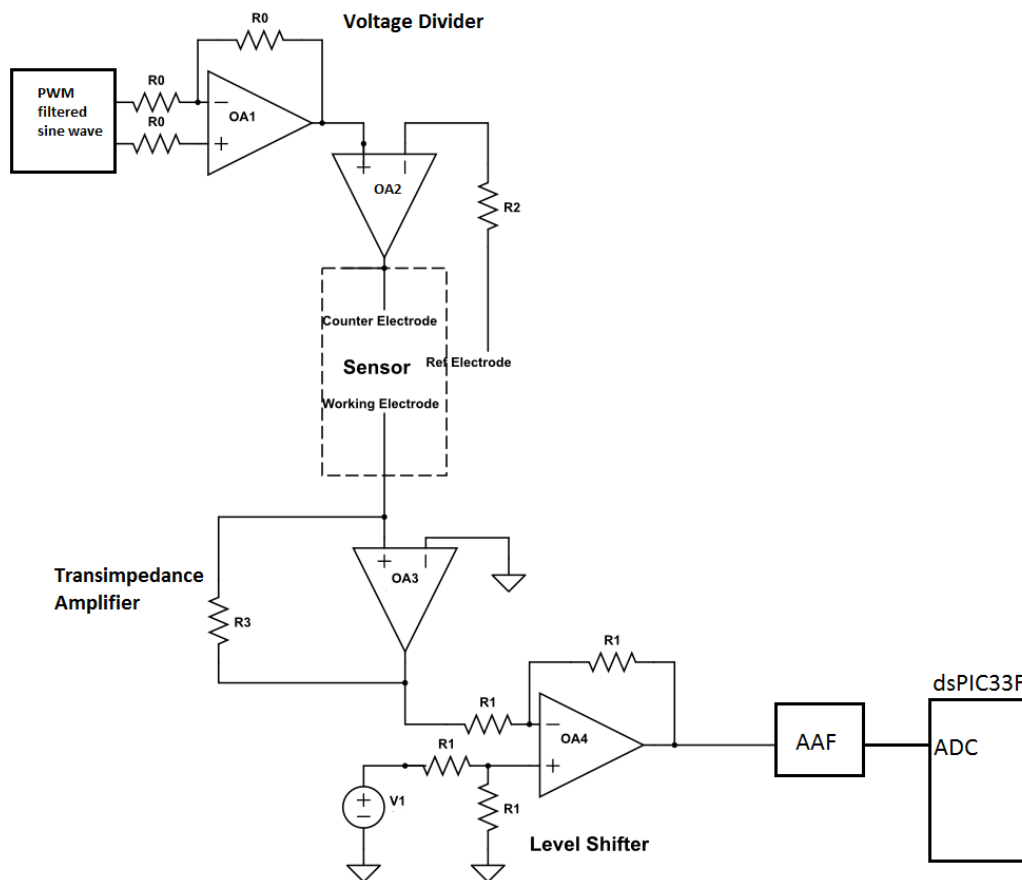 Voltage Divider
R0
PWM
filtered
sine wave
R0
R0
−
+
OA1
+
−
OA2
R2
Counter Electrode
Sensor
Ref Electrode
Working Electrode
Transimpedance
Amplifier
R3
+
−
OA3
R1
R1
−
OA4
+
R1
V1
+
−
R1
Level Shifter
AAF
dsPIC33F
ADC